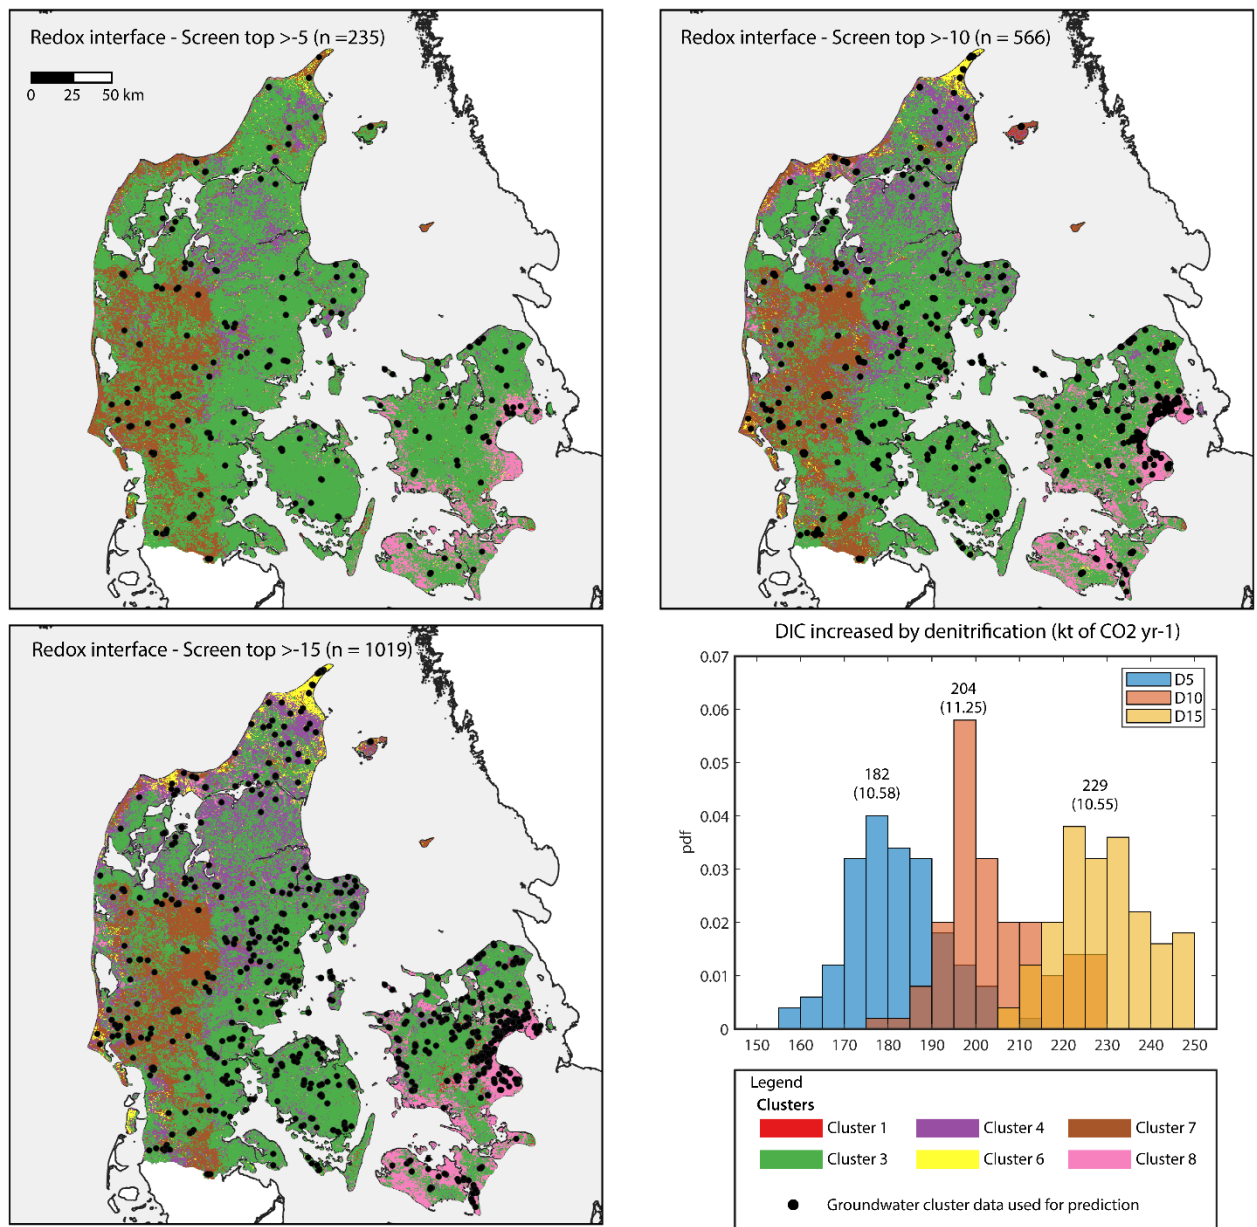 Redox interface - Screen top >-5 (n =235)
0 25 50 km
Redox interface - Screen top >-10 (n = 566)
Redox interface - Screen top >-15 (n = 1019)
DIC increased by denitrification (kt of CO2 yr-1)
0.07
0.06
0.05
0.04
0.03
0.02
0.01
0
pdf
D5
D10
D15
182
(10.58)
204
(11.25)
229
(10.55)
150 160 170 180 190 200 210 220 230 240 250
Legend
Clusters
Cluster 1 Cluster 4 Cluster 7
Cluster 3 Cluster 6 Cluster 8
Groundwater cluster data used for prediction